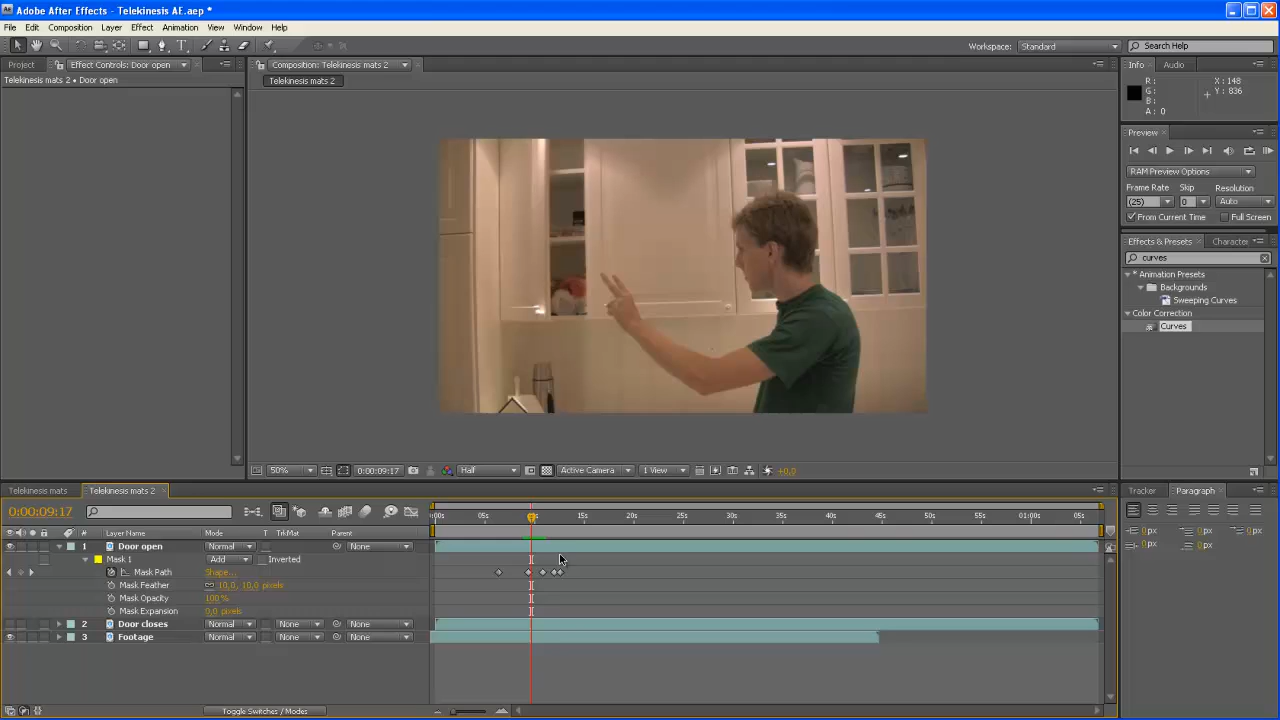 Adobe After Effects - Telekinesis AE.aep *
File Edit Composition Layer Effect Animation View Window Help
Workspace: Standard Search Help
Project Effect Controls: Door open Composition: Telekinesis mats 2 Info Audio
Telekinesis mats 2 • Door open Telekinesis mats 2
R: X : 148
G: Y : 836
B:
A: 0
Preview
RAM Preview Options
Frame Rate Skip Resolution
(25) 0 Auto
From Current Time Full Screen
Effects & Presets Character
curves
* Animation Presets
Backgrounds
Sweeping Curves
Color Correction
Curves
50% 0:00:09:17 Half Active Camera 1 View +0,0
Telekinesis mats Telekinesis mats 2 Tracker Paragraph
0:00:09:17 05s 15s 20s 25s 30s 35s 40s 45s 50s 55s 01:00s 05s
# Layer Name Mode T TrkMat Parent
1 Door open Normal None
Mask 1 Add Inverted
Mask Path Shape...
Mask Feather 10,0, 10,0 pixels
Mask Opacity 100%
Mask Expansion 0,0 pixels
2 Door closes Normal None None
3 Footage Normal None None
0 px 0 px 0 px
0 px 0 px
Toggle Switches / Modes